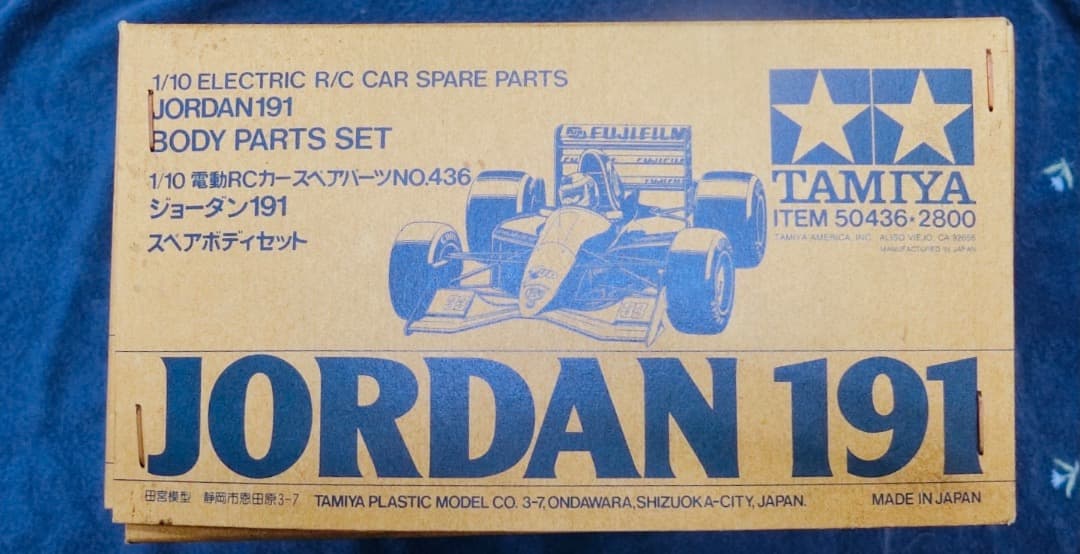 1/10 ELECTRIC R/C CAR SPARE PARTS
JORDAN 191
BODY PARTS SET
1/10 電動RCカースペアパーツNO.436
ジョーダン191
スペアボディセット
FUJIFILM
TAMIYA
ITEM 50436★2800
TAMIYA AMERICA, INC. ALISO VIEJO, CA 92656
MANUFACTURED IN JAPAN
JORDAN 191
田宮模型 静岡市恩田原3-7 TAMIYA PLASTIC MODEL CO. 3-7, ONDAWARA, SHIZUOKA-CITY, JAPAN. MADE IN JAPAN